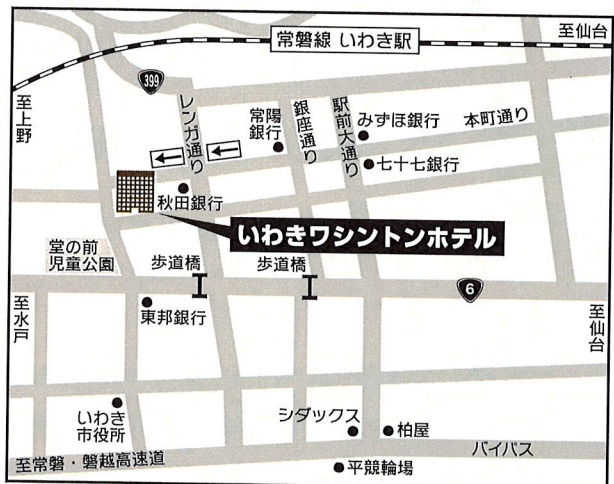 常磐線 いわき駅
至仙台
399
至上野
レンガ通り
常陽
銀行
銀座通り
駅前大通り
みずほ銀行
本町通り
七十七銀行
秋田銀行
いわきワシントンホテル
堂の前
児童公園
歩道橋
歩道橋
6
至水戸
東邦銀行
至仙台
いわき
市役所
シダックス
柏屋
バイパス
至常磐・磐越高速道
平競輪場